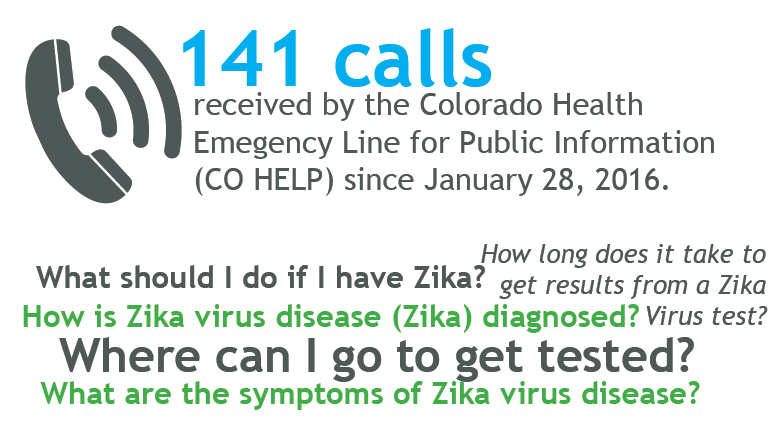 141 calls
received by the Colorado Health
Emegency Line for Public Information
(CO HELP) since January 28, 2016.
How long does it take to
get results from a Zika
Virus test?
What should I do if I have Zika?
How is Zika virus disease (Zika) diagnosed?
Where can I go to get tested?
What are the symptoms of Zika virus disease?